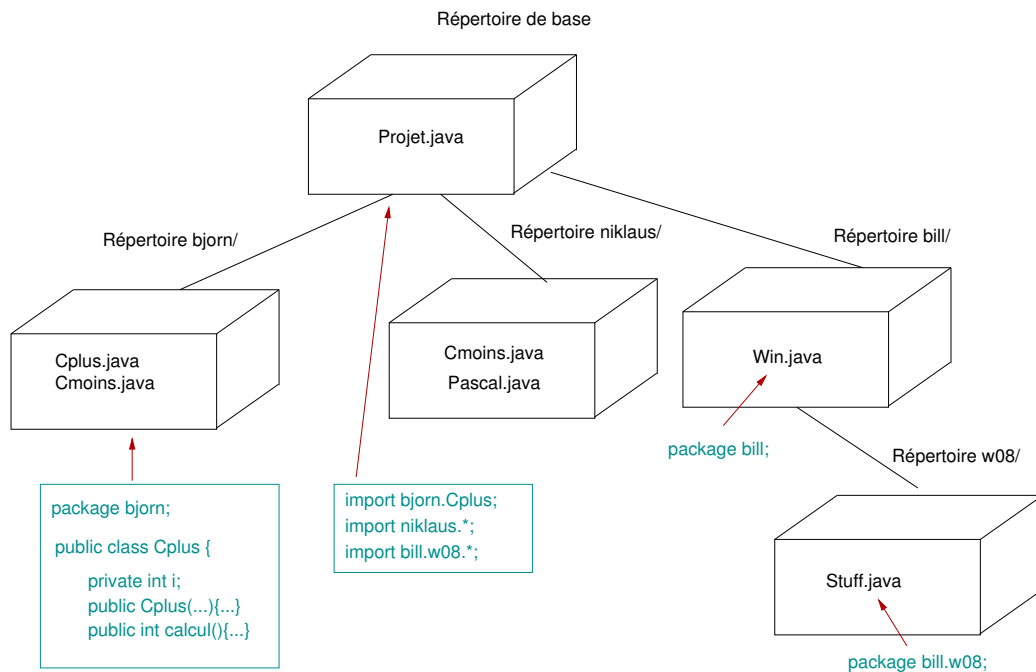 Répertoire de base
Projet.java
Répertoire bjorn/
Répertoire niklaus/
Répertoire bill/
Cplus.java
Cmoins.java
Cmoins.java
Pascal.java
Win.java
package bill;
Répertoire w08/
package bjorn;
public class Cplus {
private int i;
public Cplus(...){...}
public int calcul(){...}
import bjorn.Cplus;
import niklaus.*;
import bill.w08.*;
Stuff.java
package bill.w08;